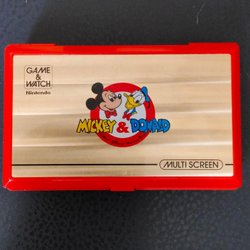 GAME
&
WATCH
Nintendo
MICKEY & DONALD
MULTI SCREEN